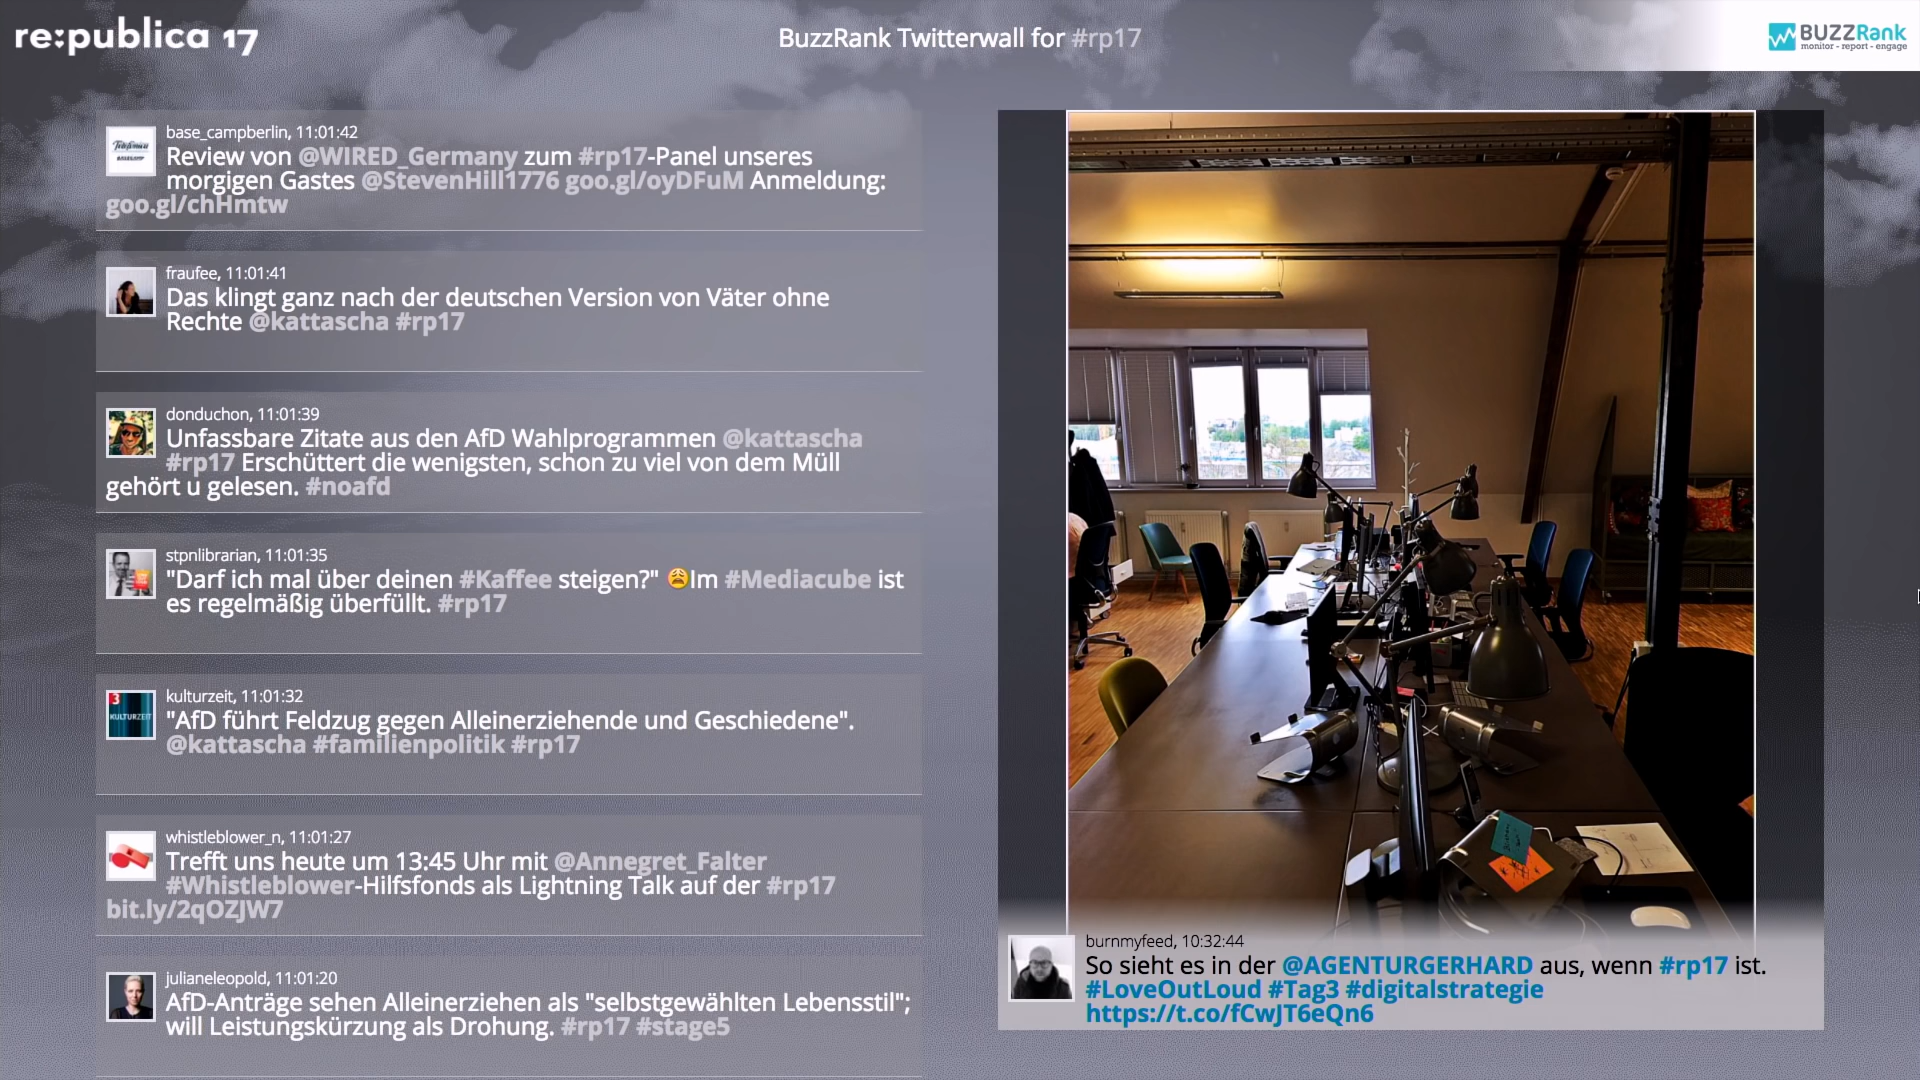 re:publica 17
BuzzRank Twitterwall for #rp17
BUZZRank
monitor - report - engage
base_campberlin, 11:01:42
Review von @WIRED_Germany zum #rp17-Panel unseres
morgigen Gastes @StevenHill1776 goo.gl/oyDFuM Anmeldung:
goo.gl/chHmtw
fraufee, 11:01:41
Das klingt ganz nach der deutschen Version von Väter ohne
Rechte @kattascha #rp17
donduchon, 11:01:39
Unfassbare Zitate aus den AfD Wahlprogrammen @kattascha
#rp17 Erschüttert die wenigsten, schon zu viel von dem Müll
gehört u gelesen. #noafd
stpnlibrarian, 11:01:35
"Darf ich mal über deinen #Kaffee steigen?" 😩Im #Mediacube ist
es regelmäßig überfüllt. #rp17
3
KULTURZEIT
kulturzeit, 11:01:32
"AfD führt Feldzug gegen Alleinerziehende und Geschiedene".
@kattascha #familienpolitik #rp17
whistleblower_n, 11:01:27
Trefft uns heute um 13:45 Uhr mit @Annegret_Falter
#Whistleblower-Hilfsfonds als Lightning Talk auf der #rp17
bit.ly/2qOZJW7
julianeleopold, 11:01:20
AfD-Anträge sehen Alleinerziehen als "selbstgewählten Lebensstil";
will Leistungskürzung als Drohung. #rp17 #stage5
burnmyfeed, 10:32:44
So sieht es in der @AGENTURGERHARD aus, wenn #rp17 ist.
#LoveOutLoud #Tag3 #digitalstrategie
https://t.co/fCwJT6eQn6